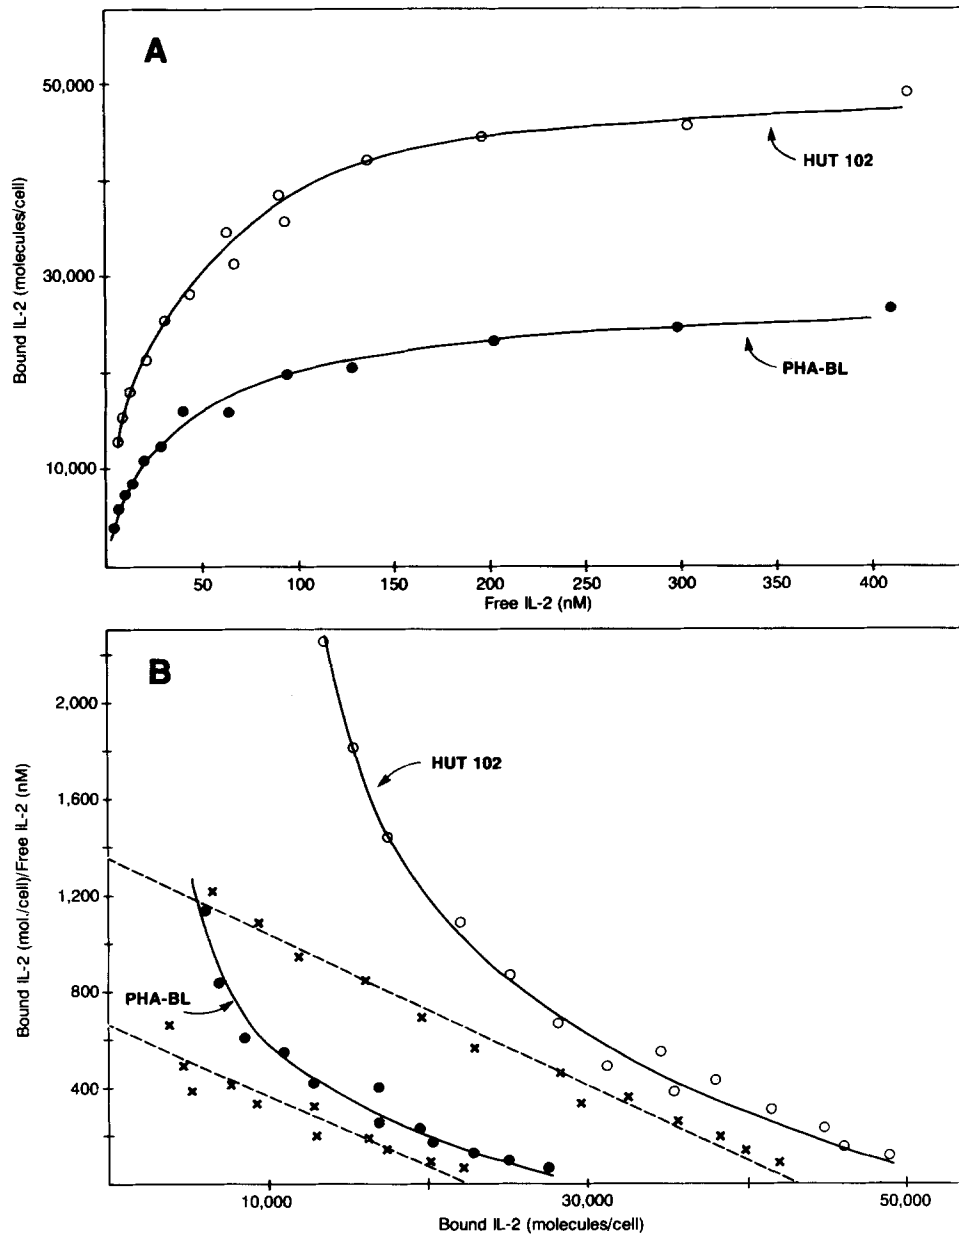 A
Bound IL-2 (molecules/cell)
50,000
30,000
10,000
HUT 102
PHA-BL
50
100
150
200
250
300
350
400
Free IL-2 (nM)
B
Bound IL-2 (mol./cell)/Free IL-2 (nM)
2,000
1,600
1,200
800
400
HUT 102
PHA-BL
10,000
30,000
50,000
Bound IL-2 (molecules/cell)